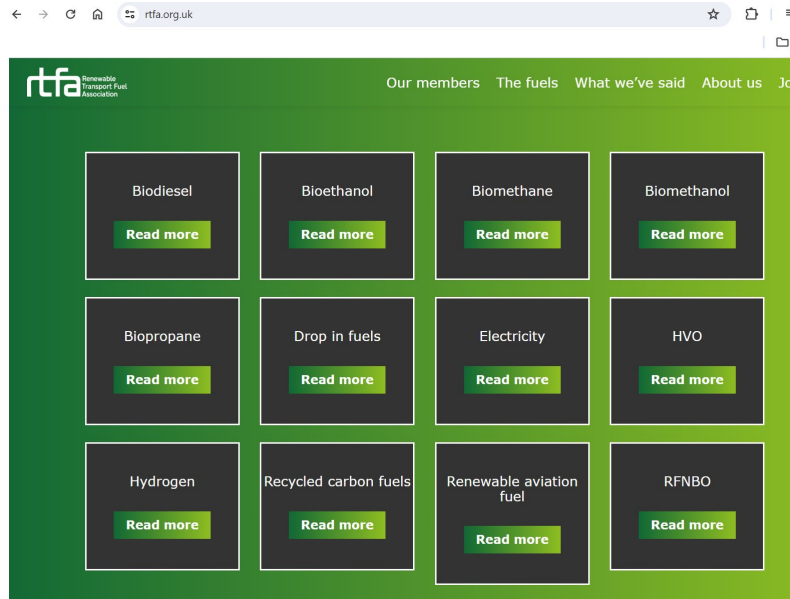 rtfa.org.uk
rtfa Renewable
Transport Fuel
Association
Our members The fuels What we've said About us Jo
Biodiesel Bioethanol Biomethane Biomethanol
Read more Read more Read more Read more
Biopropane Drop in fuels Electricity HVO
Read more Read more Read more Read more
Hydrogen Recycled carbon fuels Renewable aviation RFNBO
fuel
Read more Read more Read more Read more